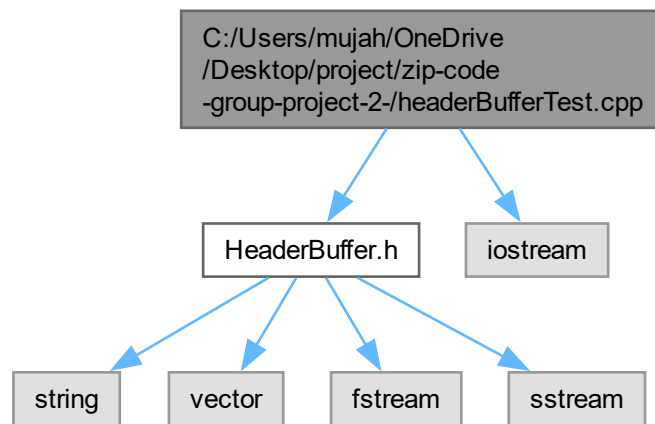 C:/Users/mujah/OneDrive
/Desktop/project/zip-code
-group-project-2-/headerBufferTest.cpp
HeaderBuffer.h
iostream
string
vector
fstream
sstream